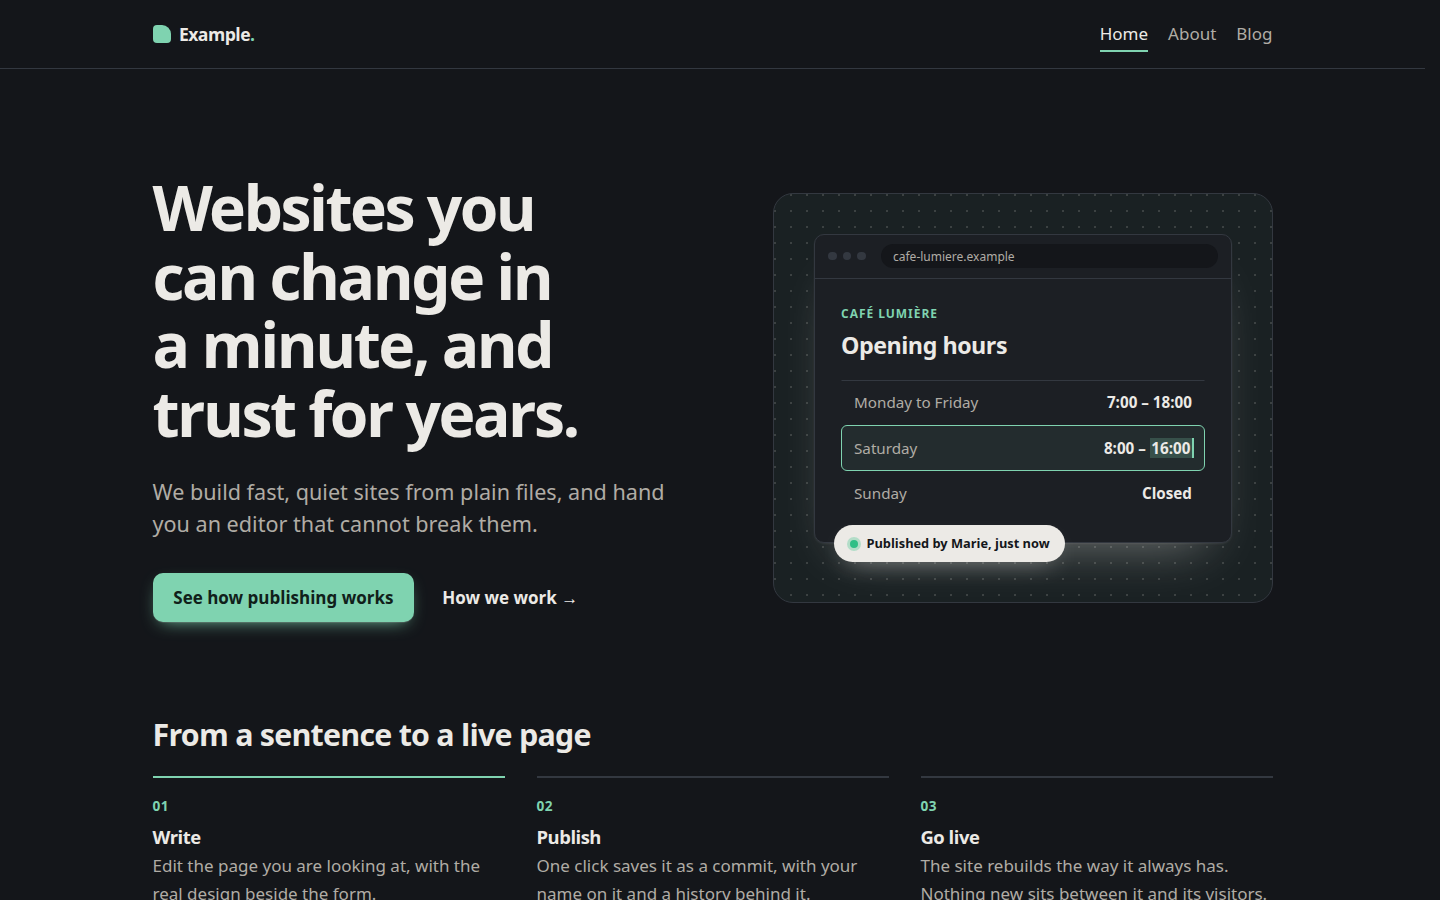 Example.
Home About Blog
Websites you
can change in
a minute, and
trust for years.
We build fast, quiet sites from plain files, and hand
you an editor that cannot break them.
See how publishing works
How we work →
cafe-lumiere.example
CAFÉ LUMIÈRE
Opening hours
Monday to Friday 7:00 – 18:00
Saturday 8:00 – 16:00
Sunday Closed
Published by Marie, just now
From a sentence to a live page
01
Write
Edit the page you are looking at, with the
real design beside the form.
02
Publish
One click saves it as a commit, with your
name on it and a history behind it.
03
Go live
The site rebuilds the way it always has.
Nothing new sits between it and its visitors.